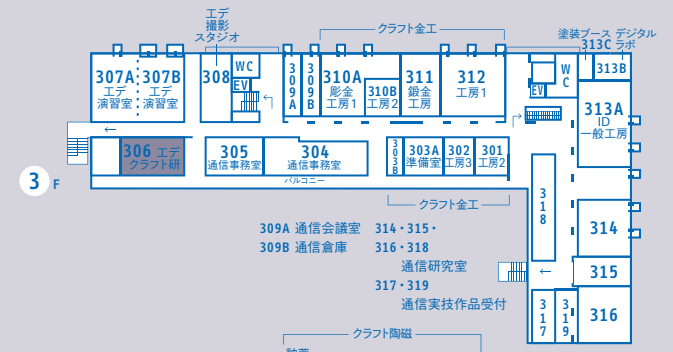 工デ
撮影
スタジオ
クラフト金工
塗装ブース
313C
デジタル
ラボ
307A
工デ
演習室
307B
工デ
演習室
308
WC
EV
309A
309B
310A
彫金
工房1
310B
工房2
311
鍛金
工房
312
工房1
WC
EV
313B
313A
ID
一般工房
306 工デ
クラフト研
305
通信事務室
304
通信事務室
バルコニー
303B
303A
準備室
302
工房3
301
工房2
クラフト金工
3 F
318
314
315
316
317
319
309A 通信会議室
309B 通信倉庫
314・315・
316・318
通信研究室
317・319
通信実技作品受付
クラフト陶磁